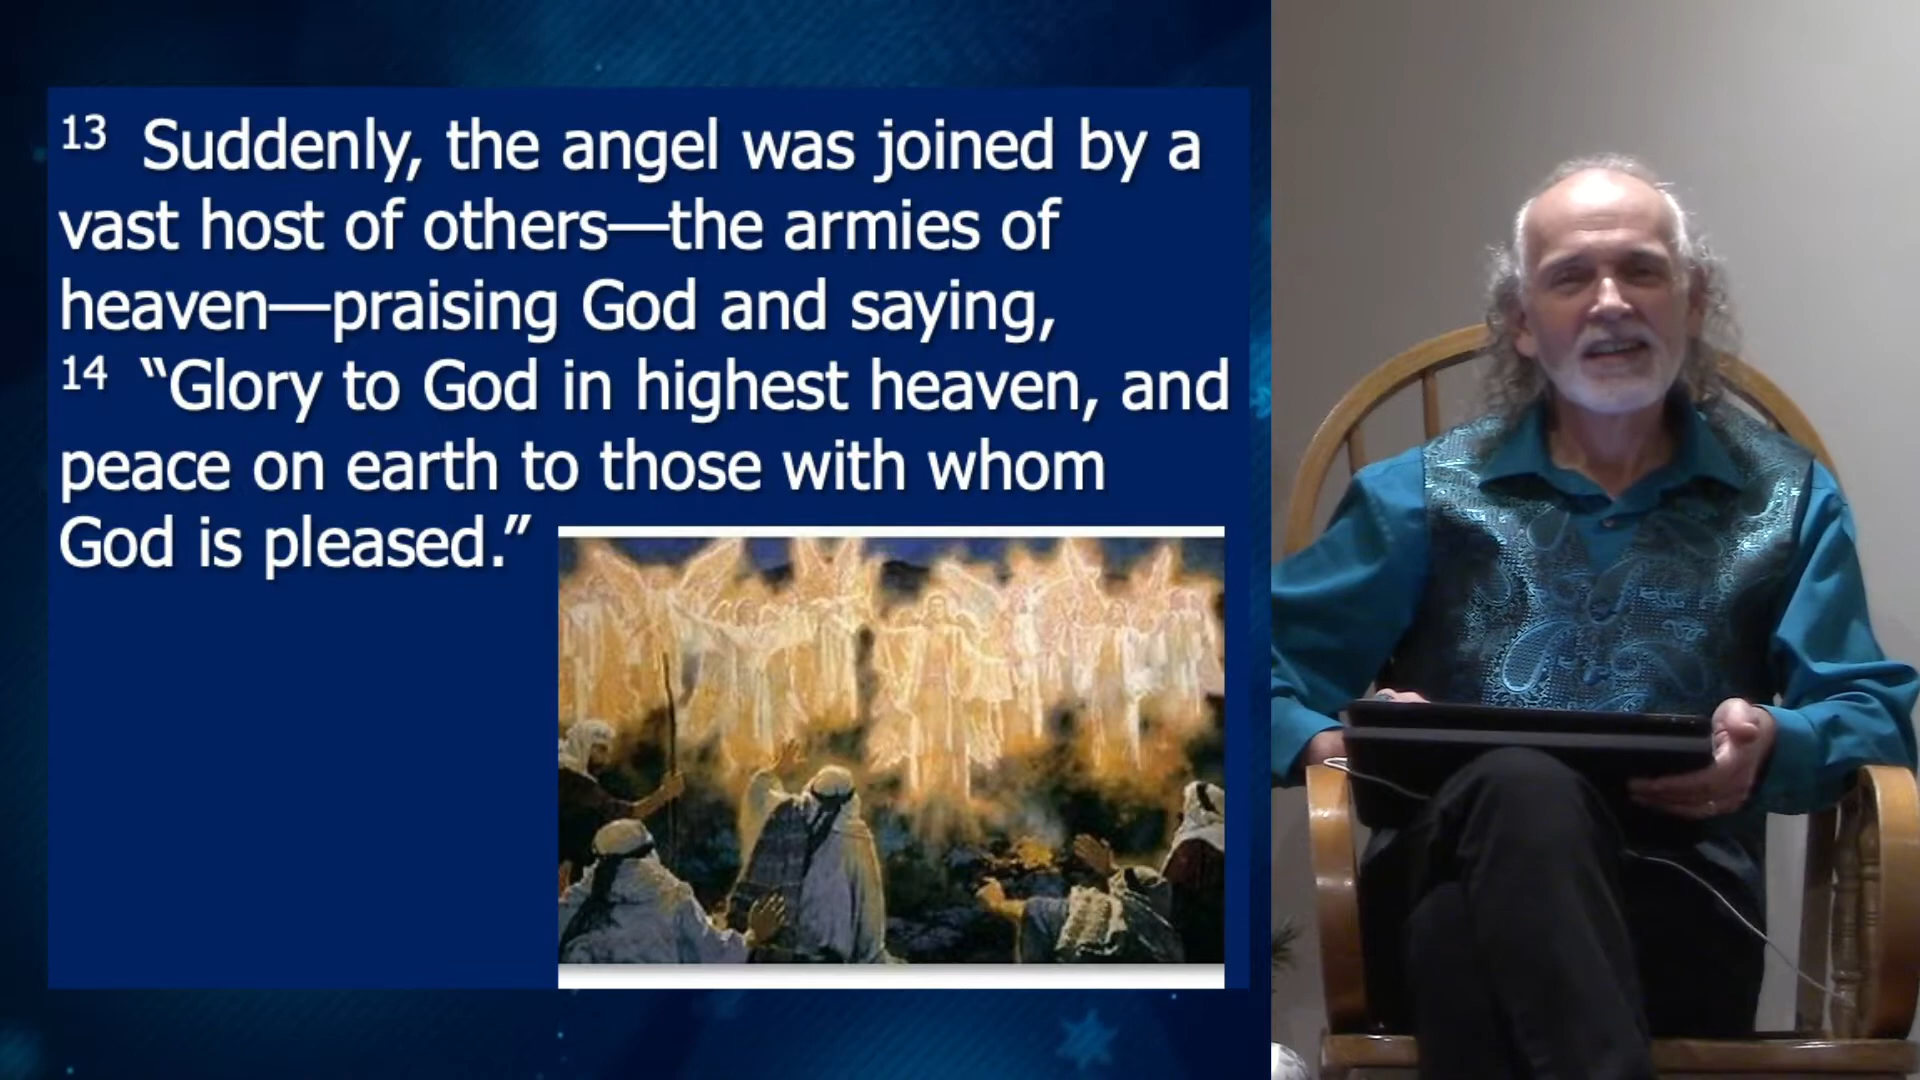 13 Suddenly, the angel was joined by a
vast host of others—the armies of
heaven—praising God and saying,
14 “Glory to God in highest heaven, and
peace on earth to those with whom
God is pleased.”